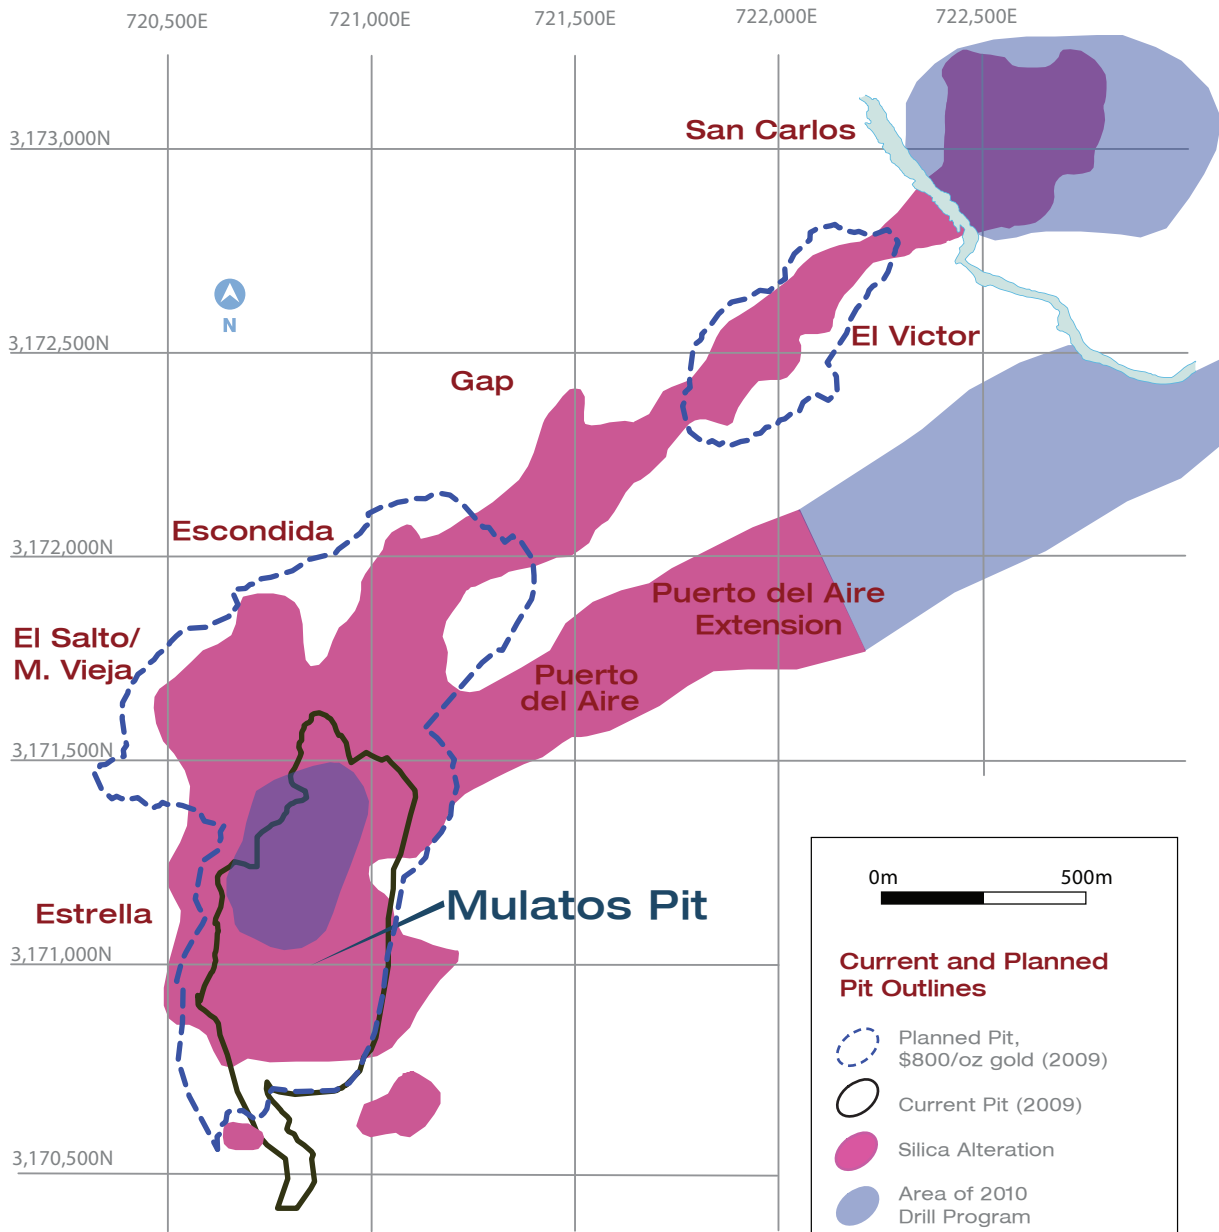 720,500E
721,000E
721,500E
722,000E
722,500E
San Carlos
3,173,000N
N
El Victor
3,172,500N
Gap
Escondida
3,172,000N
Puerto del Aire
Extension
El Salto/
M. Vieja
Puerto
del Aire
3,171,500N
Mulatos Pit
Estrella
3,171,000N
3,170,500N
0m
500m
Current and Planned
Pit Outlines
Planned Pit,
$800/oz gold (2009)
Current Pit (2009)
Silica Alteration
Area of 2010
Drill Program